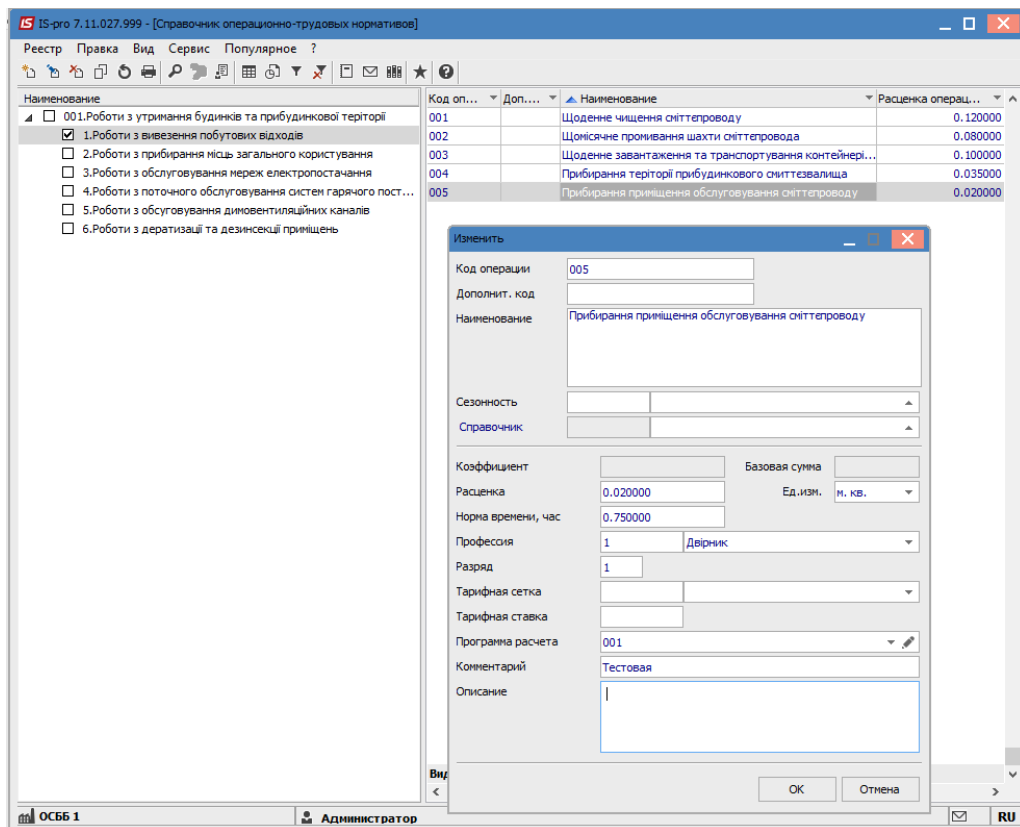 IS-pro 7.11.027.999 - [Справочник операционно-трудовых нормативов]
Реестр Правка Вид Сервис Популярное ?
Наименование
001.Роботи з утримання будинків та прибудинкової теріторії
1.Роботи з вивезення побутових відходів
2.Роботи з прибирання місць загального користування
3.Роботи з обслуговування мереж електропостачання
4.Роботи з поточного обслуговування систем гарячого пост...
5.Роботи з обсуговування димовентиляційних каналів
6.Роботи з дератизації та дезинсекції приміщень
Код оп... Доп.... Наименование Расценка операц...
001 Щоденне чищення сміттєпроводу 0.120000
002 Щомісячне промивання шахти сміттєпровода 0.080000
003 Щоденне завантаження та транспортування контейнері... 0.100000
004 Прибирання теріторії прибудинкового смиттєзвалища 0.035000
005 Прибирання приміщення обслуговування сміттєпроводу 0.020000
Изменить
Код операции 005
Дополнит. код
Наименование Прибирання приміщення обслуговування сміттєпроводу
Сезонность
Справочник
Коэффициент Базовая сумма
Расценка 0.020000 Ед.изм. м. кв.
Норма времени, час 0.750000
Профессия 1 Двірник
Разряд 1
Тарифная сетка
Тарифная ставка
Программа расчета 001
Комментарий Тестовая
Описание
OK Отмена
ОСББ 1 Администратор RU